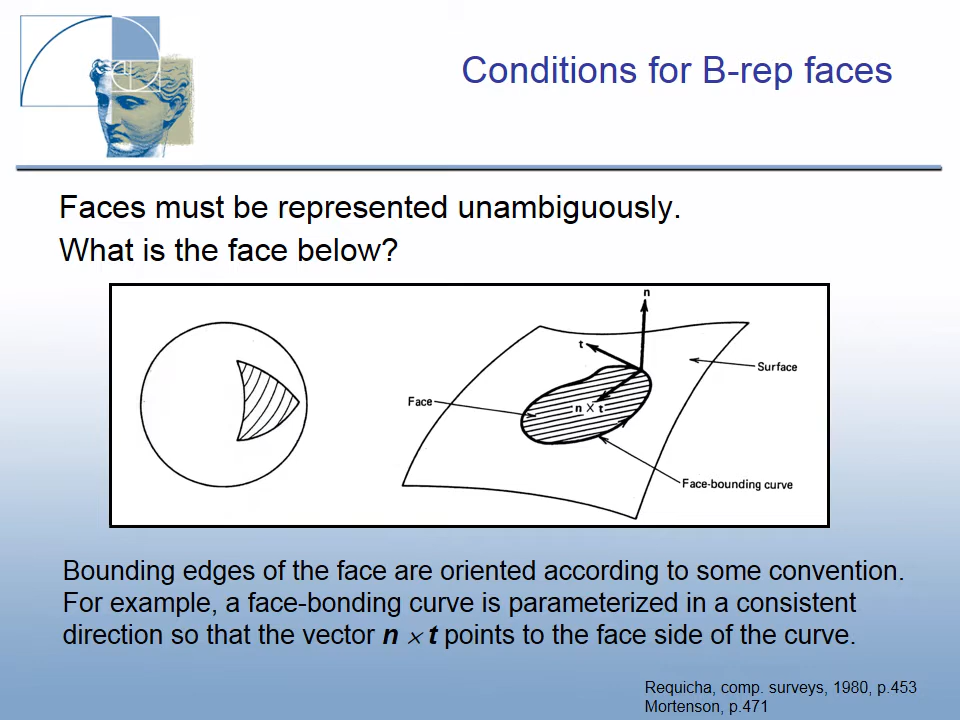 Conditions for B-rep faces
Faces must be represented unambiguously.
What is the face below?
n
t
Surface
Face
n × t
Face-bounding curve
Bounding edges of the face are oriented according to some convention.
For example, a face-bonding curve is parameterized in a consistent
direction so that the vector n × t points to the face side of the curve.
Requicha, comp. surveys, 1980, p.453
Mortenson, p.471